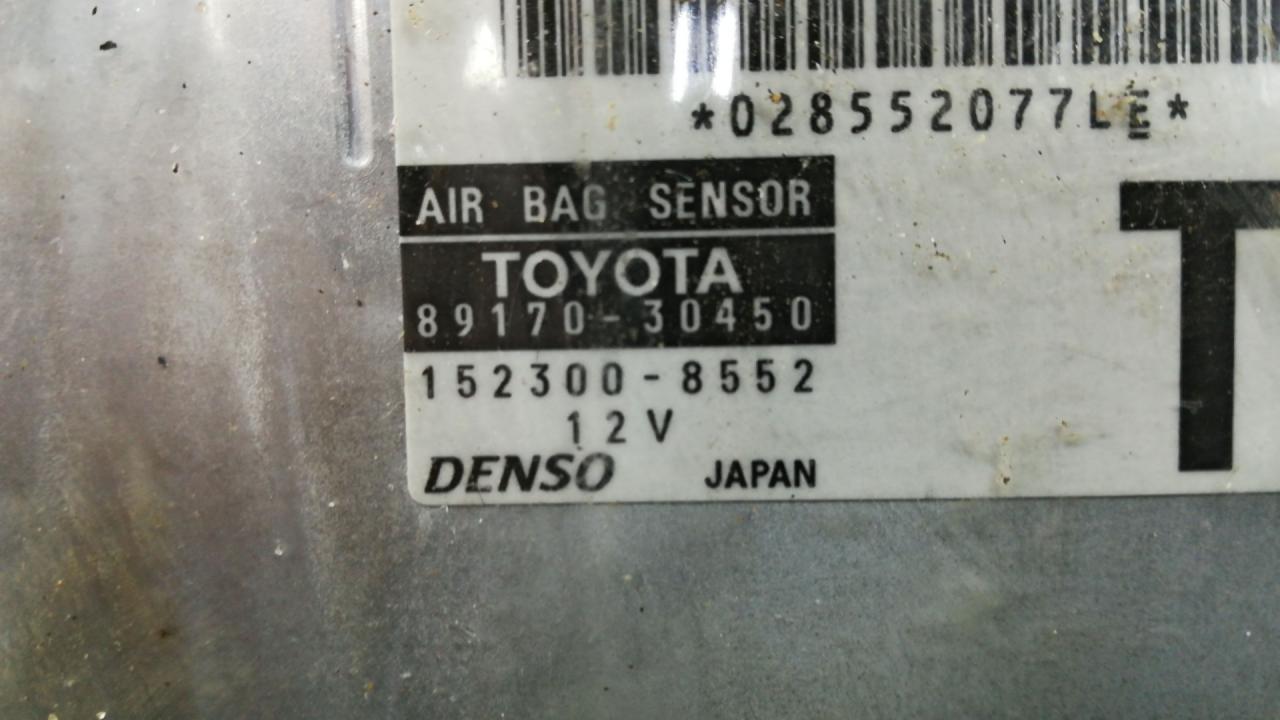 *028552077LE*
AIR BAG SENSOR
T
TOYOTA
89170-30450
152300-8552
12V
DENSO JAPAN